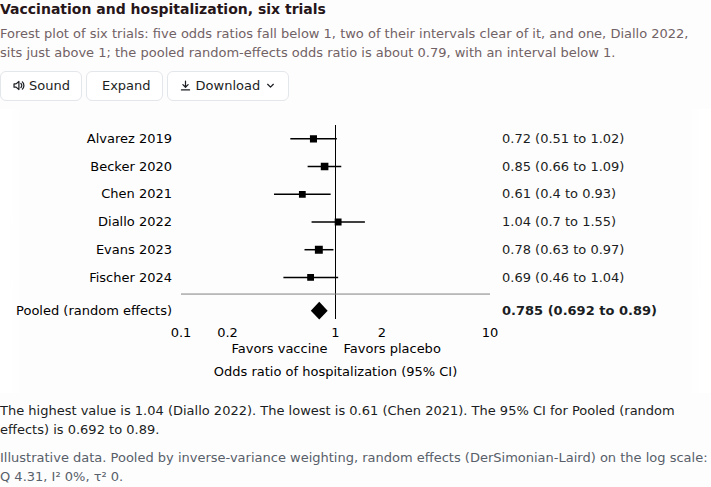 Vaccination and hospitalization, six trials
Forest plot of six trials: five odds ratios fall below 1, two of their intervals clear of it, and one, Diallo 2022,
sits just above 1; the pooled random-effects odds ratio is about 0.79, with an interval below 1.
Sound Expand Download
Alvarez 2019 0.72 (0.51 to 1.02)
Becker 2020 0.85 (0.66 to 1.09)
Chen 2021 0.61 (0.4 to 0.93)
Diallo 2022 1.04 (0.7 to 1.55)
Evans 2023 0.78 (0.63 to 0.97)
Fischer 2024 0.69 (0.46 to 1.04)
Pooled (random effects) 0.785 (0.692 to 0.89)
0.1 0.2 1 2 10
Favors vaccine Favors placebo
Odds ratio of hospitalization (95% CI)
The highest value is 1.04 (Diallo 2022). The lowest is 0.61 (Chen 2021). The 95% CI for Pooled (random
effects) is 0.692 to 0.89.
Illustrative data. Pooled by inverse-variance weighting, random effects (DerSimonian-Laird) on the log scale:
Q 4.31, I² 0%, τ² 0.